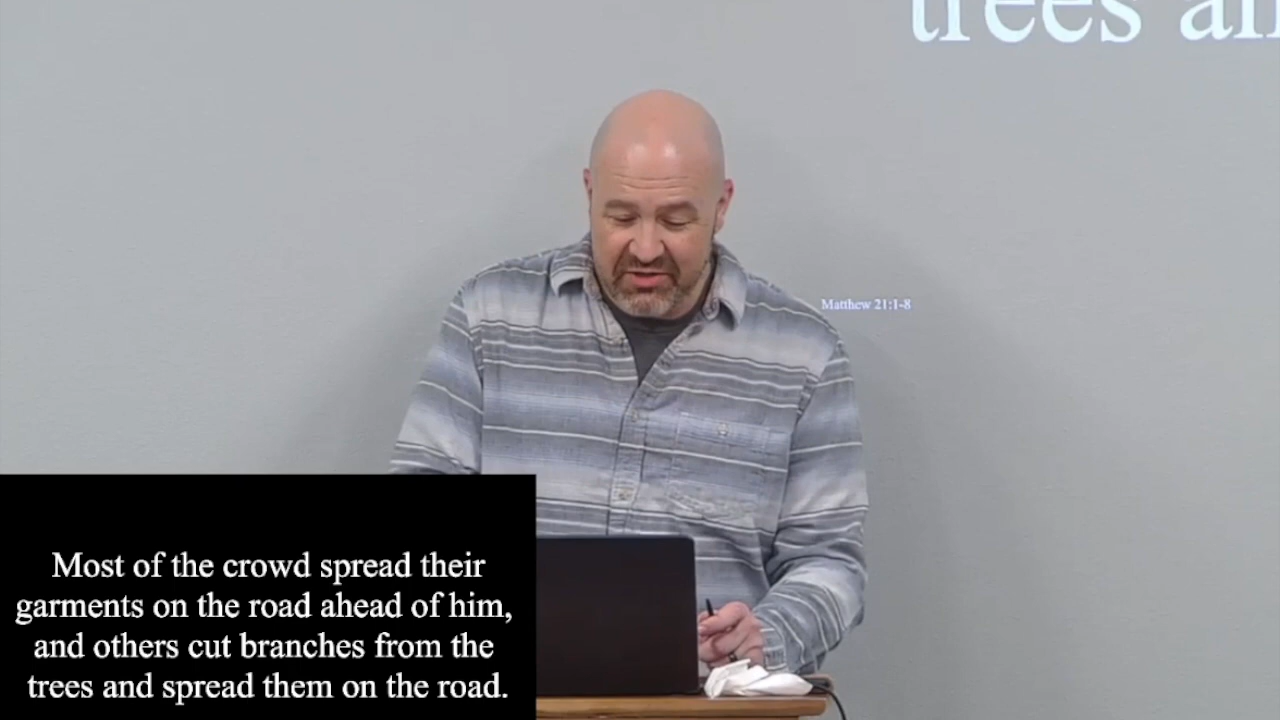 trees an
Matthew 21:1-8
Most of the crowd spread their
garments on the road ahead of him,
and others cut branches from the
trees and spread them on the road.